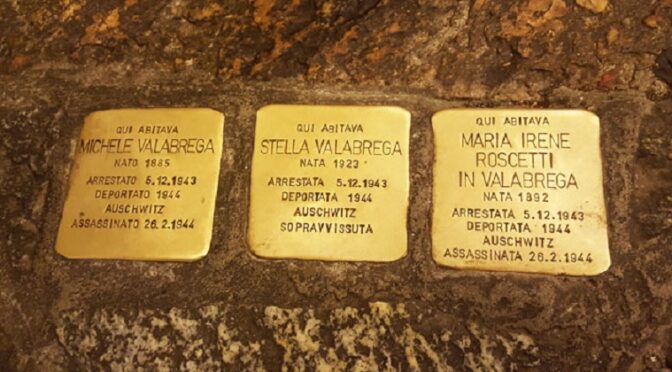 QUI ABITAVA
MICHELE VALABREGA
NATO 1885
ARRESTATO 5.12.1943
DEPORTATO 1944
AUSCHWITZ
ASSASSINATO 26.2.1944
QUI ABITAVA
STELLA VALABREGA
NATA 1923
ARRESTATA 5.12.1943
DEPORTATA 1944
AUSCHWITZ
SOPRAVVISSUTA
QUI ABITAVA
MARIA IRENE
ROSCETTI
IN VALABREGA
NATA 1892
ARRESTATA 5.12.1943
DEPORTATA 1944
AUSCHWITZ
ASSASSINATA 26.2.1944